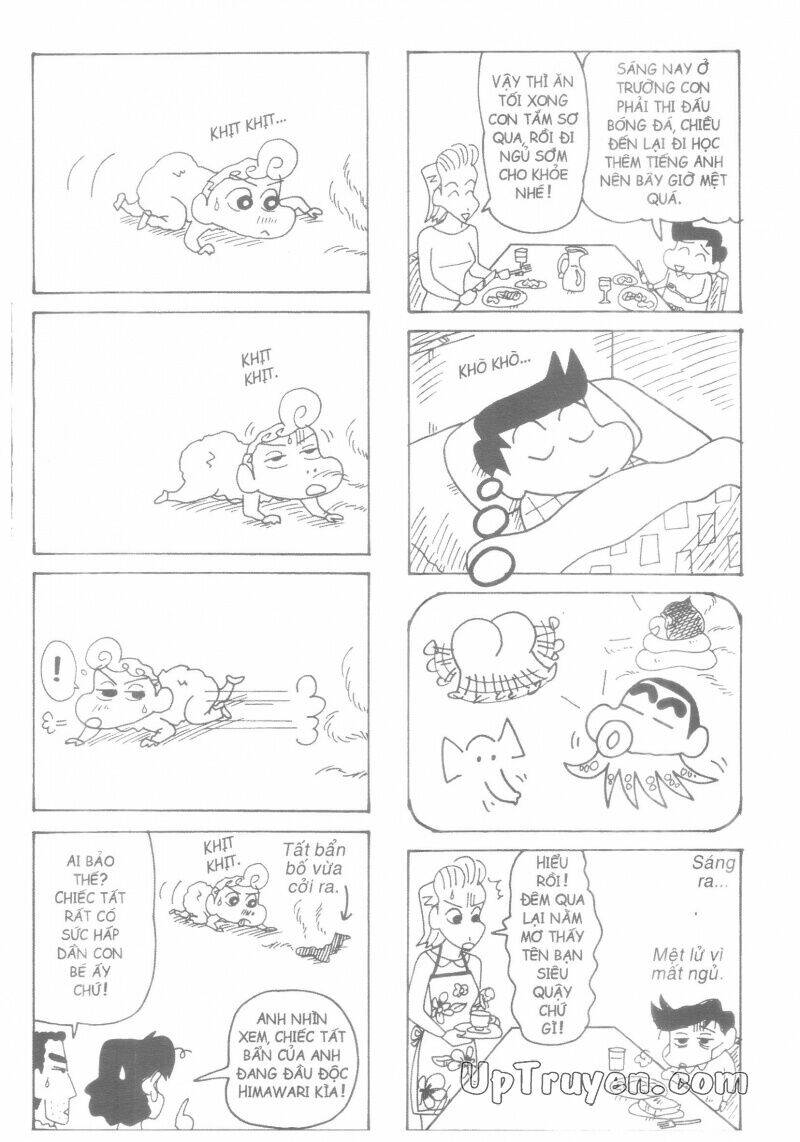 KHỊT KHỊT...
KHỊT
KHỊT.
!
AI BẢO
THẾ?
CHIẾC TẤT
RẤT CÓ
SỨC HẤP
DẪN CON
BÉ ẤY
CHỨ!
KHỊT
KHỊT.
Tất bẩn
bố vừa
cởi ra.
ANH NHÌN
XEM, CHIẾC TẤT
BẨN CỦA ANH
ĐANG ĐẦU ĐỘC
HIMAWARI KÌA!
VẬY THÌ ĂN
TỐI XONG
CON TẮM SƠ
QUA, RỒI ĐI
NGỦ SỚM
CHO KHỎE
NHÉ!
SÁNG NAY Ở
TRƯỜNG CON
PHẢI THI ĐẤU
BÓNG ĐÁ, CHIỀU
ĐẾN LẠI ĐI HỌC
THÊM TIẾNG ANH
NÊN BÂY GIỜ MỆT
QUÁ.
KHÒ KHÒ...
HIỂU
RỒI!
ĐÊM QUA
LẠI NẰM
MƠ THẤY
TÊN BẠN
SIÊU
QUẬY
CHỨ
GÌ!
Sáng
ra...
Mệt lử vì
mất ngủ.
UpTruyen.com